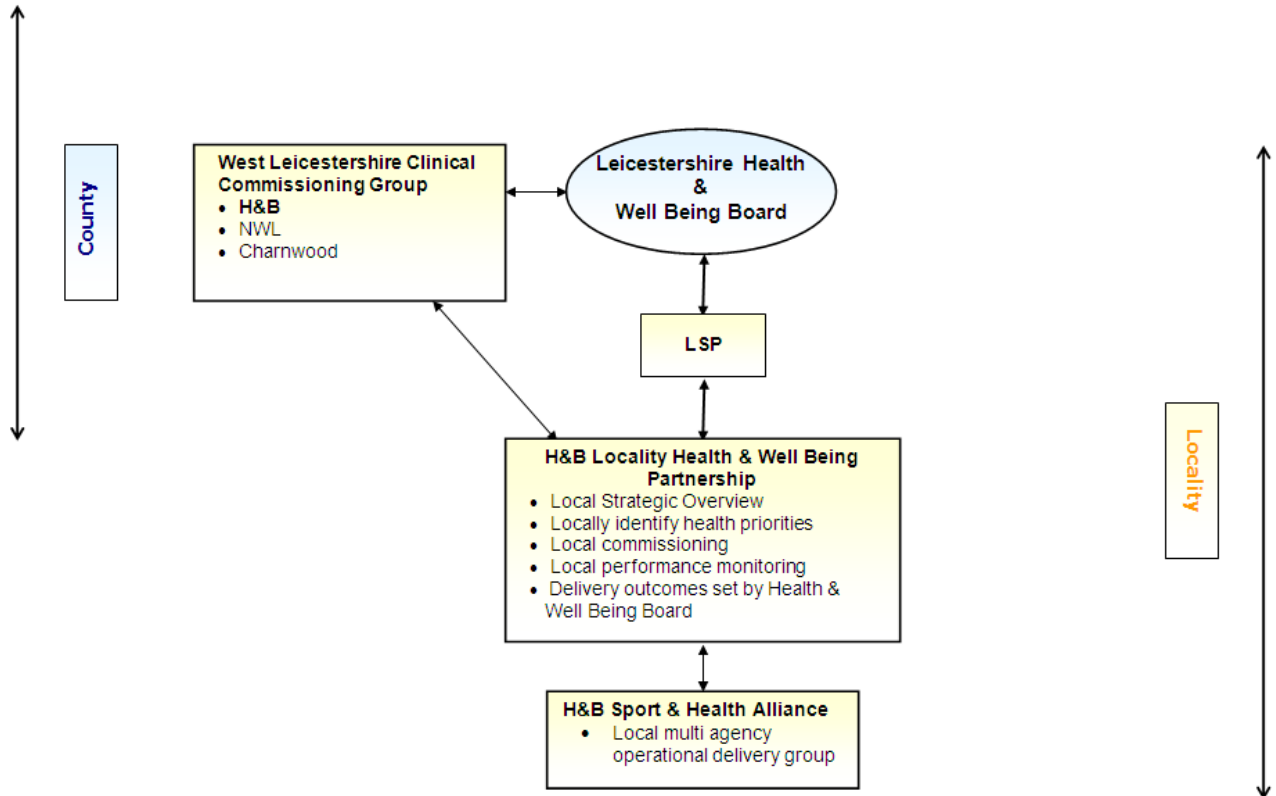 County
West Leicestershire Clinical
Commissioning Group
• H&B
• NWL
• Charnwood
Leicestershire Health
&
Well Being Board
LSP
Locality
H&B Locality Health & Well Being
Partnership
• Local Strategic Overview
• Locally identify health priorities
• Local commissioning
• Local performance monitoring
• Delivery outcomes set by Health &
Well Being Board
H&B Sport & Health Alliance
• Local multi agency
operational delivery group